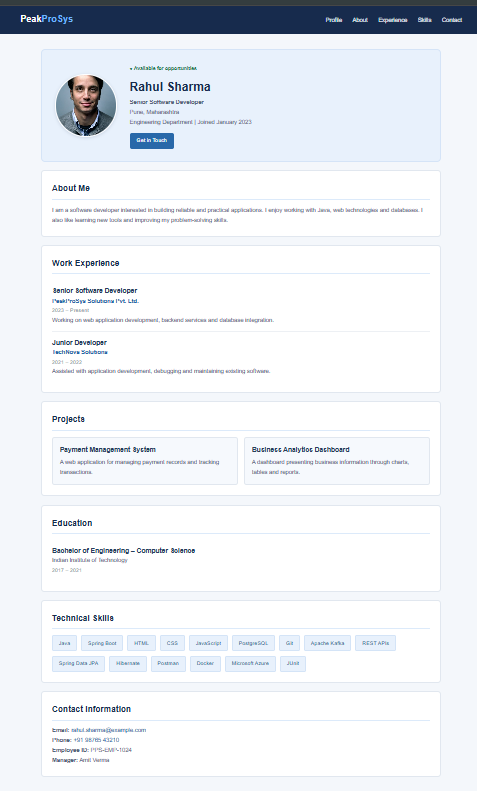 PeakProSys
Profile About Experience Skills Contact
• Available for opportunities
Rahul Sharma
Senior Software Developer
Pune, Maharashtra
Engineering Department | Joined January 2023
Get In Touch
About Me
I am a software developer interested in building reliable and practical applications. I enjoy working with Java, web technologies and databases. I
also like learning new tools and improving my problem-solving skills.
Work Experience
Senior Software Developer
PeakProSys Solutions Pvt. Ltd.
2023 – Present
Working on web application development, backend services and database integration.
Junior Developer
TechNova Solutions
2021 – 2022
Assisted with application development, debugging and maintaining existing software.
Projects
Payment Management System
A web application for managing payment records and tracking
transactions.
Business Analytics Dashboard
A dashboard presenting business information through charts,
tables and reports.
Education
Bachelor of Engineering – Computer Science
Indian Institute of Technology
2017 – 2021
Technical Skills
Java Spring Boot HTML CSS JavaScript PostgreSQL Git Apache Kafka REST APIs
Spring Data JPA Hibernate Postman Docker Microsoft Azure JUnit
Contact Information
Email: rahul.sharma@example.com
Phone: +91 98765 43210
Employee ID: PPS-EMP-1024
Manager: Amit Verma